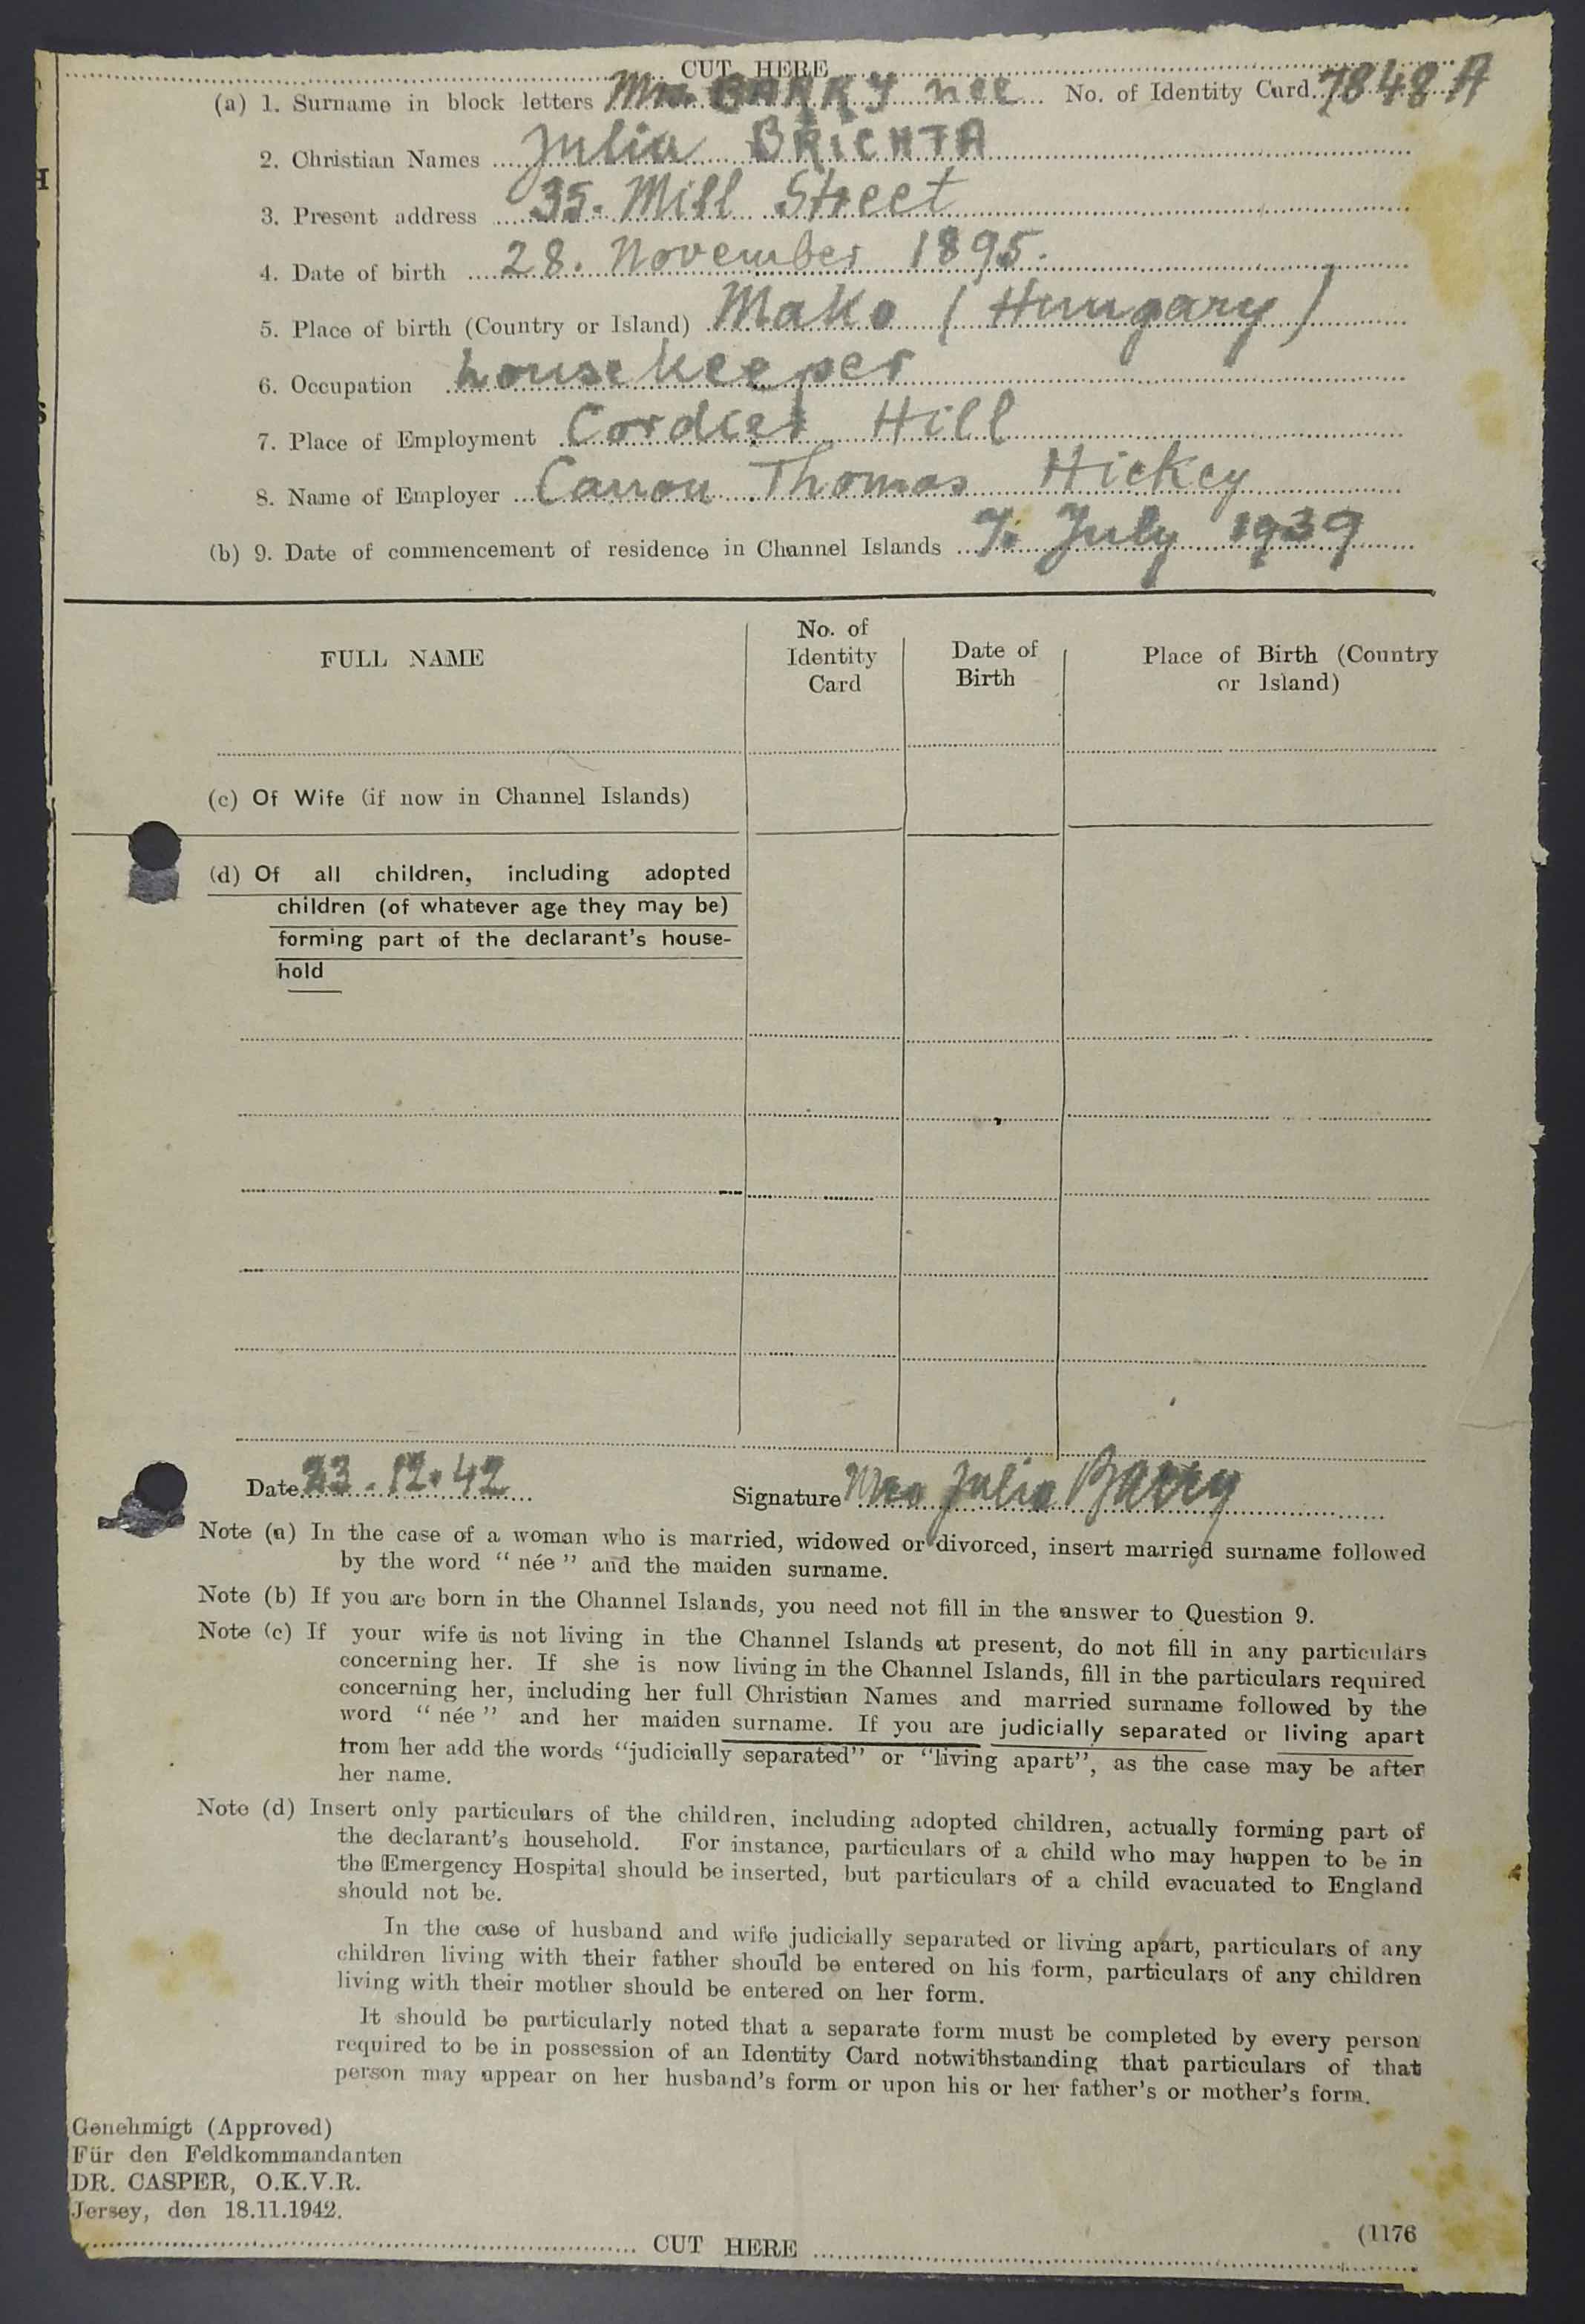 CUT HERE
(a) 1. Surname in block letters Mrs BARRY née No. of Identity Card 7848 A
2. Christian Names Julia BRICHTA
3. Present address 35. Mill Street
4. Date of birth 28. November 1895.
5. Place of birth (Country or Island) Mako (Hungary)
6. Occupation housekeeper
7. Place of Employment Cordier Hill
8. Name of Employer Canon Thomas Hickey
(b) 9. Date of commencement of residence in Channel Islands 7. July 1939
FULL NAME
No. of Identity Card
Date of Birth
Place of Birth (Country or Island)
(c) Of Wife (if now in Channel Islands)
(d) Of all children, including adopted
children (of whatever age they may be)
forming part of the declarant's house-
hold
Date 23.12.42 Signature Mrs Julia Barry
Note (a) In the case of a woman who is married, widowed or divorced, insert married surname followed
by the word "née" and the maiden surname.
Note (b) If you are born in the Channel Islands, you need not fill in the answer to Question 9.
Note (c) If your wife is not living in the Channel Islands at present, do not fill in any particulars
concerning her. If she is now living in the Channel Islands, fill in the particulars required
concerning her, including her full Christian Names and married surname followed by the
word "née" and her maiden surname. If you are judicially separated or living apart
from her add the words "judicially separated" or "living apart", as the case may be after
her name.
Note (d) Insert only particulars of the children, including adopted children, actually forming part of
the declarant's household. For instance, particulars of a child who may happen to be in
the Emergency Hospital should be inserted, but particulars of a child evacuated to England
should not be.
In the case of husband and wife judicially separated or living apart, particulars of any
children living with their father should be entered on his form, particulars of any children
living with their mother should be entered on her form.
It should be particularly noted that a separate form must be completed by every person
required to be in possession of an Identity Card notwithstanding that particulars of that
person may appear on her husband's form or upon his or her father's or mother's form.
Genehmigt (Approved)
Für den Feldkommandanten
DR. CASPER, O.K.V.R.
Jersey, den 18.11.1942.
(1176
CUT HERE